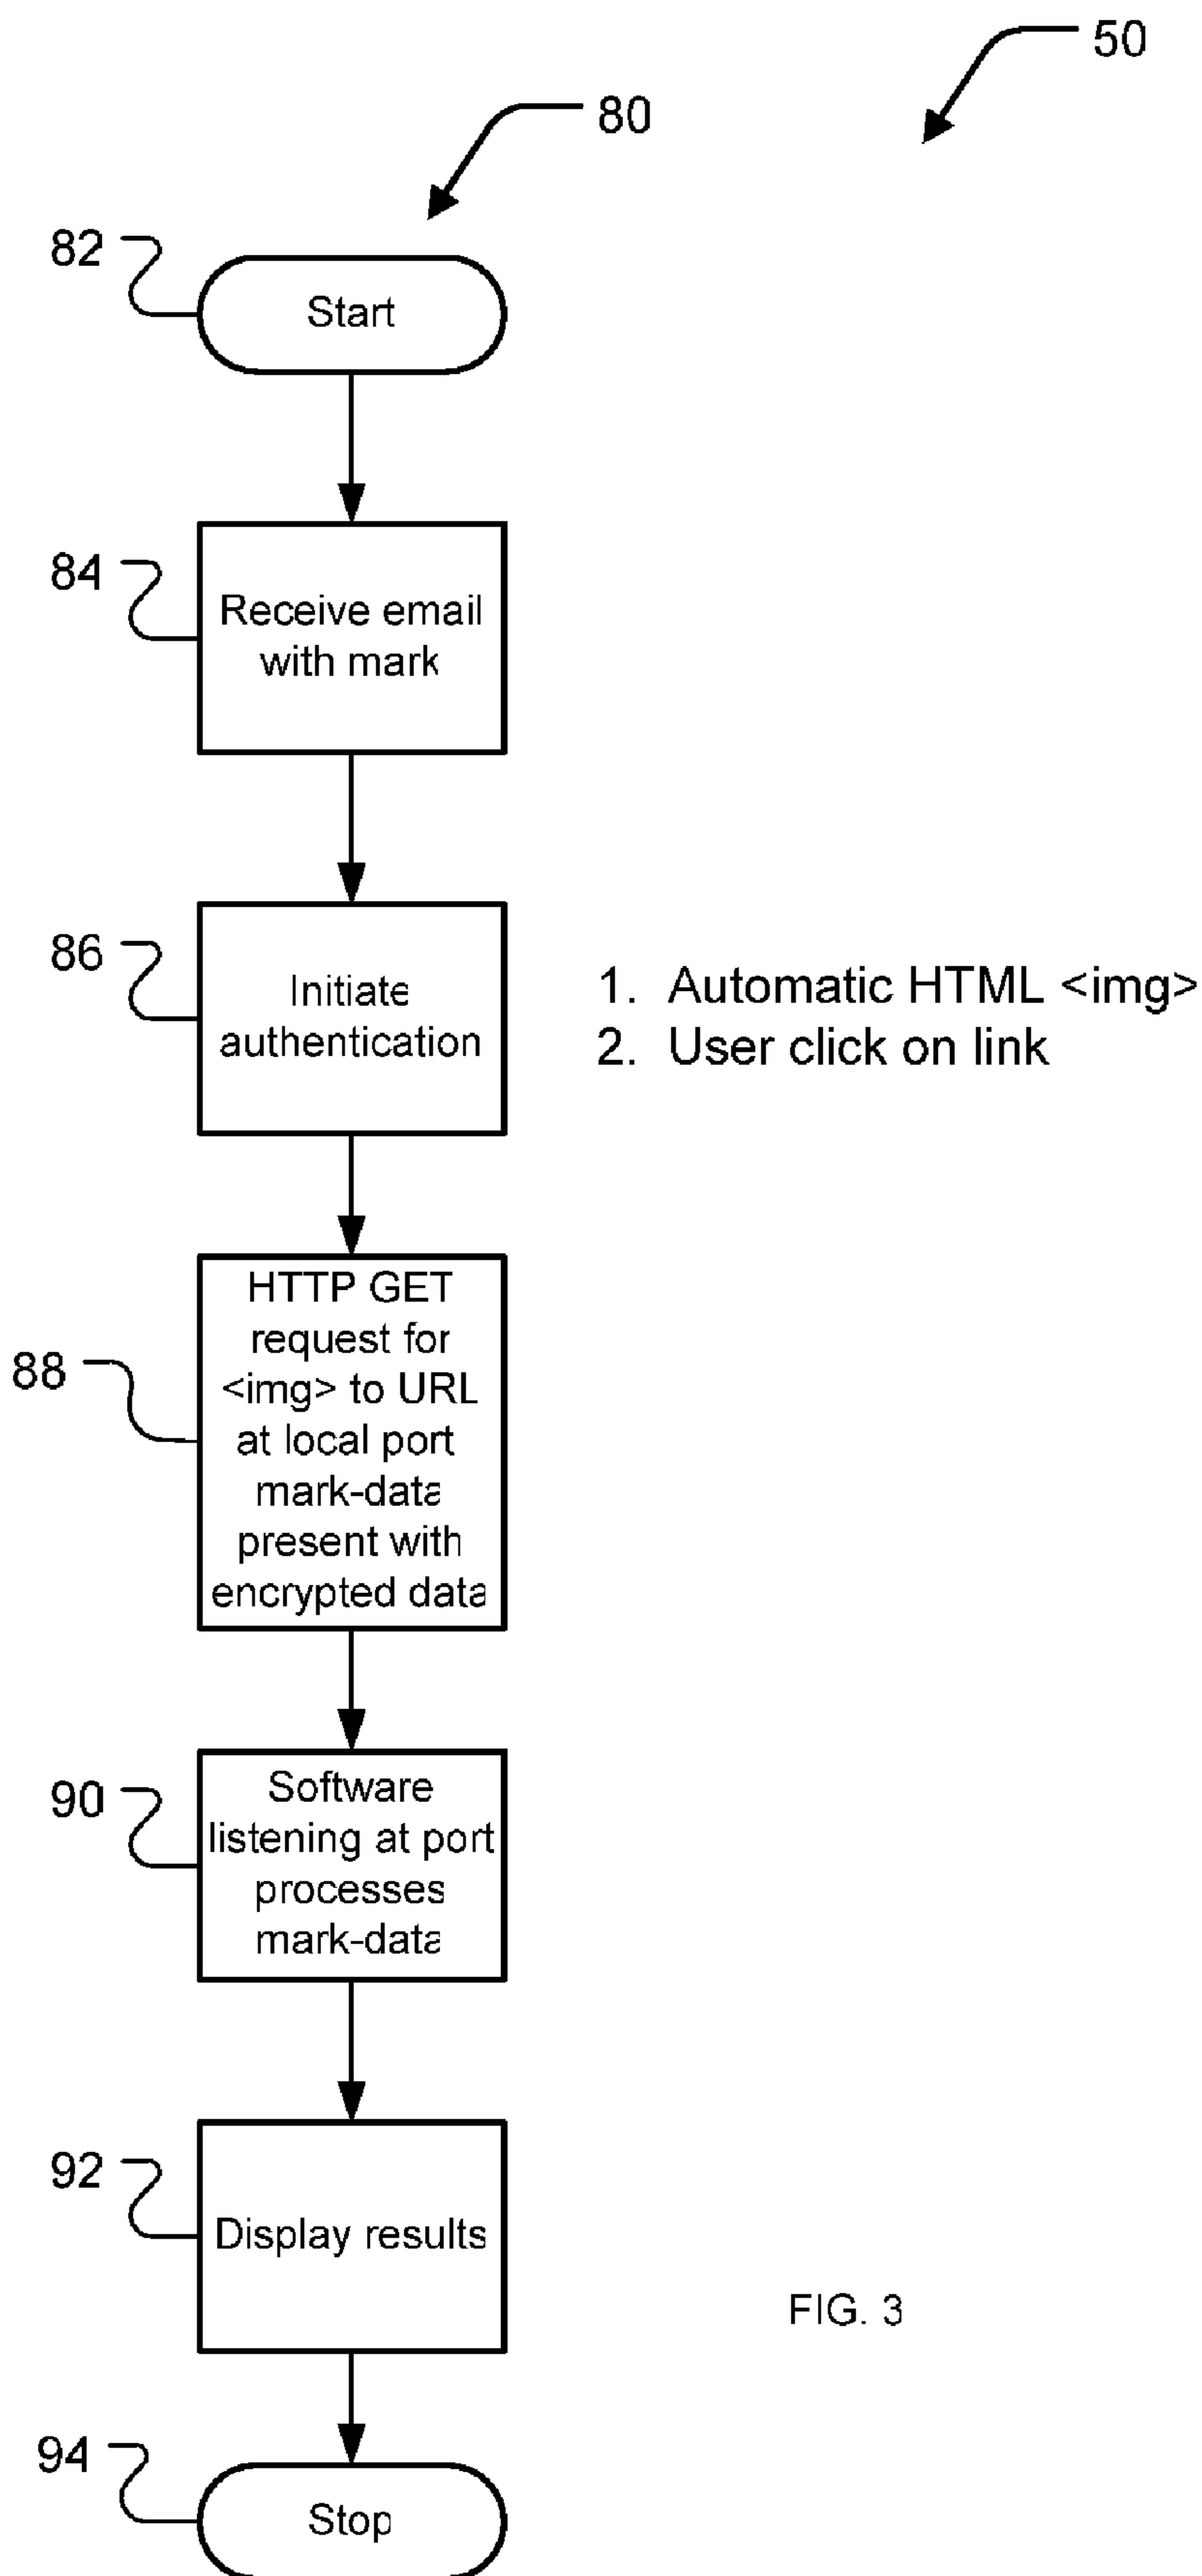 50
80
82
Start
84
Receive email
with mark
86
Initiate
authentication
1. Automatic HTML <img>
2. User click on link
88
HTTP GET
request for
<img> to URL
at local port
mark-data
present with
encrypted data
90
Software
listening at port
processes
mark-data
92
Display results
FIG. 3
94
Stop